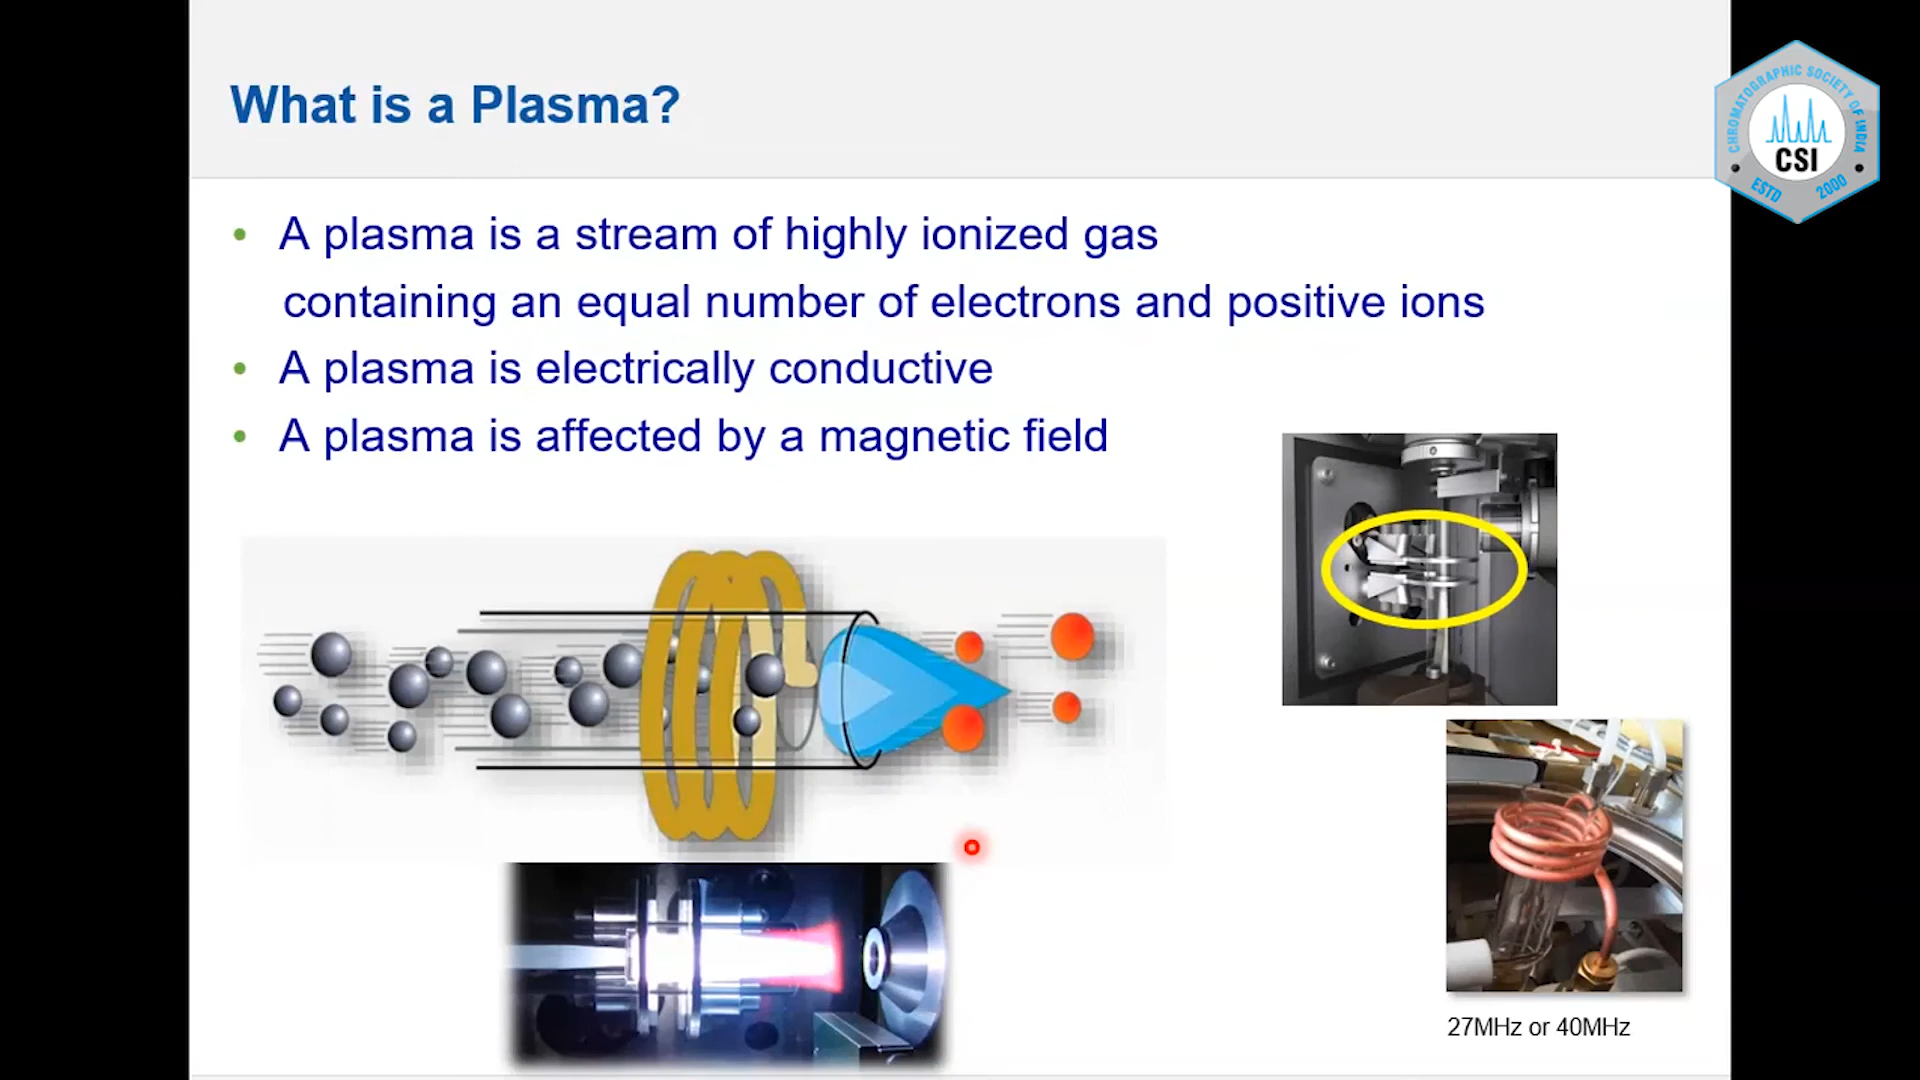 What is a Plasma?
CHROMATOGRAPHIC SOCIETY OF INDIA
CSI
ESTD 2000
• A plasma is a stream of highly ionized gas
containing an equal number of electrons and positive ions
• A plasma is electrically conductive
• A plasma is affected by a magnetic field
27MHz or 40MHz